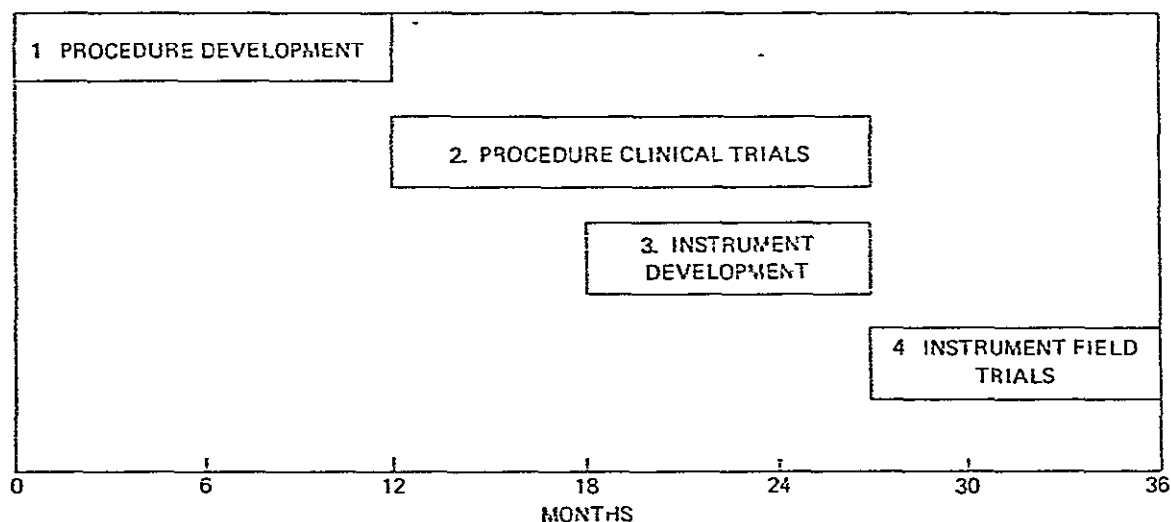 1 PROCEDURE DEVELOPMENT
2. PROCEDURE CLINICAL TRIALS
3. INSTRUMENT
DEVELOPMENT
4 INSTRUMENT FIELD
TRIALS
0 6 12 18 24 30 36
MONTHS